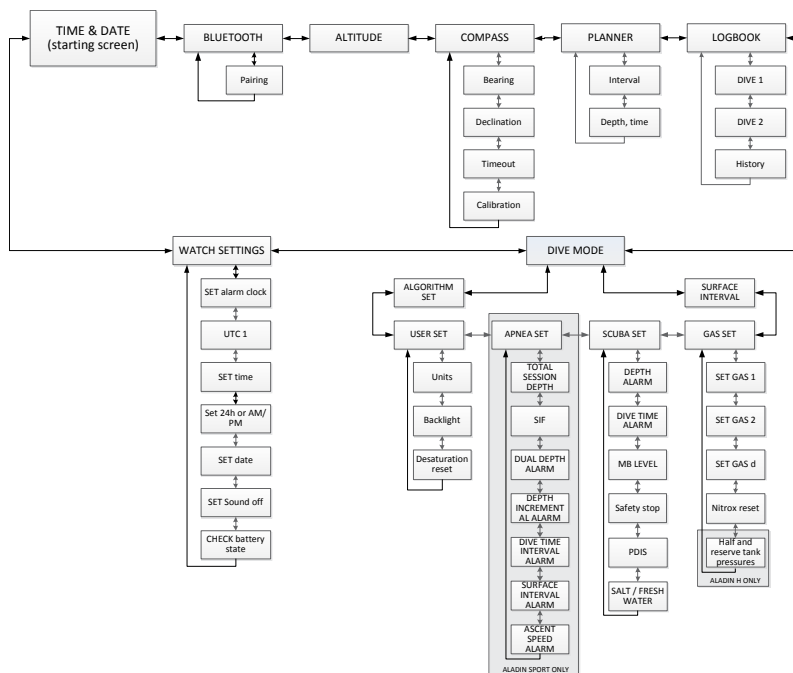 TIME & DATE
(starting screen)
BLUETOOTH
ALTITUDE
COMPASS
PLANNER
LOGBOOK
Pairing
Bearing
Declination
Timeout
Calibration
Interval
Depth, time
DIVE 1
DIVE 2
History
WATCH SETTINGS
DIVE MODE
SET alarm clock
UTC 1
SET time
Set 24h or AM/
PM
SET date
SET Sound off
CHECK battery
state
ALGORITHM
SET
SURFACE
INTERVAL
USER SET
APNEA SET
SCUBA SET
GAS SET
Units
Backlight
Desaturation
reset
TOTAL
SESSION
DEPTH
SIF
DUAL DEPTH
ALARM
DEPTH
INCREMENT
AL ALARM
DIVE TIME
INTERVAL
ALARM
SURFACE
INTERVAL
ALARM
ASCENT
SPEED
ALARM
ALADIN SPORT ONLY
DEPTH
ALARM
DIVE TIME
ALARM
MB LEVEL
Safety stop
PDIS
SALT / FRESH
WATER
SET GAS 1
SET GAS 2
SET GAS d
Nitrox reset
Half and
reserve tank
pressures
ALADIN H ONLY